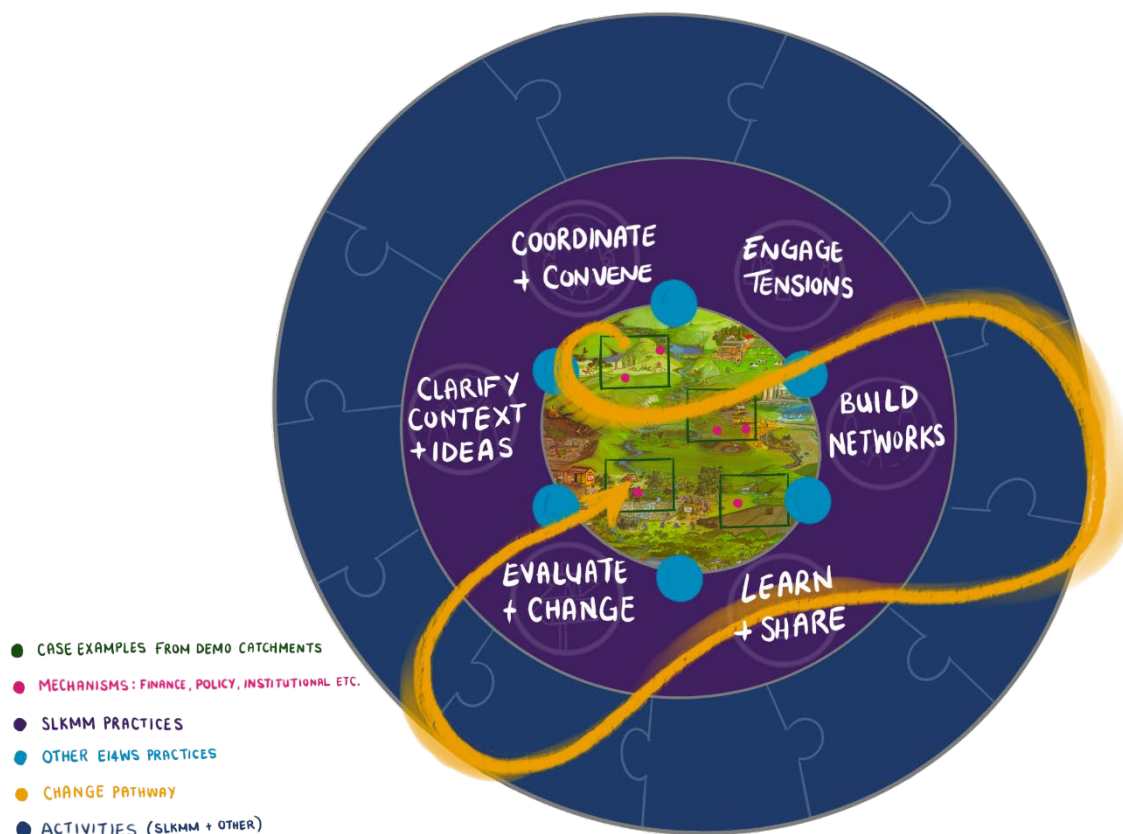 COORDINATE
+ CONVENE
ENGAGE
TENSIONS
CLARIFY
CONTEXT
+ IDEAS
BUILD
NETWORKS
EVALUATE
+ CHANGE
LEARN
+ SHARE
CASE EXAMPLES FROM DEMO CATCHMENTS
MECHANISMS: FINANCE, POLICY, INSTITUTIONAL ETC.
SLKMM PRACTICES
OTHER EI4WS PRACTICES
CHANGE PATHWAY
ACTIVITIES (SLKMM + OTHER)